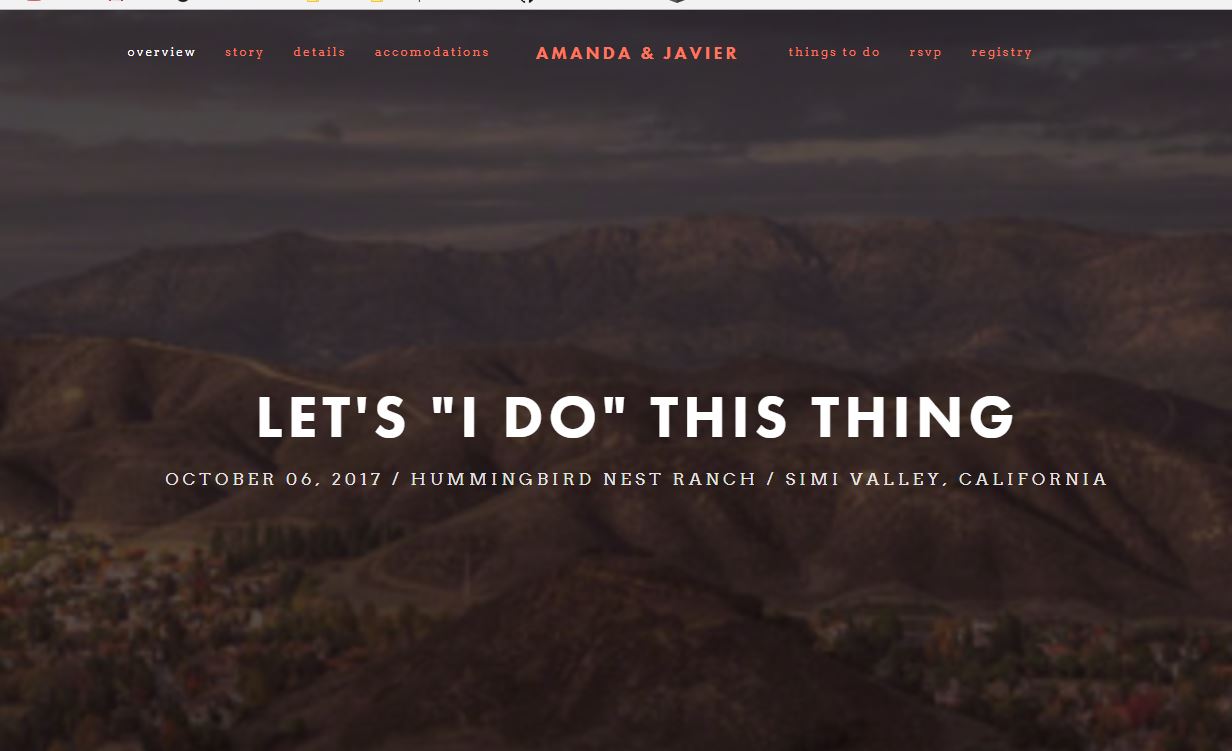 overview story details accomodations AMANDA & JAVIER things to do rsvp registry
LET'S "I DO" THIS THING
OCTOBER 06, 2017 / HUMMINGBIRD NEST RANCH / SIMI VALLEY, CALIFORNIA